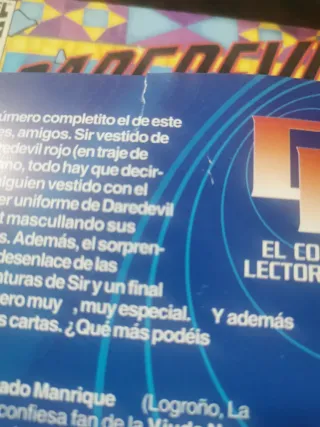 DAREDEVIL
número completito el de este
es, amigos. Sir vestido de
redevil rojo (en traje de
no, todo hay que decir-
lguien vestido con el
er uniforme de Daredevil
t mascullando sus
s. Además, el sorpren-
desenlace de las
nturas de Sir y un final
ero muy , muy especial. Y además
s cartas. ¿Qué más podéis
ado Manrique (Logroño, La
confiesa fan de la
EL CO
LECTOR